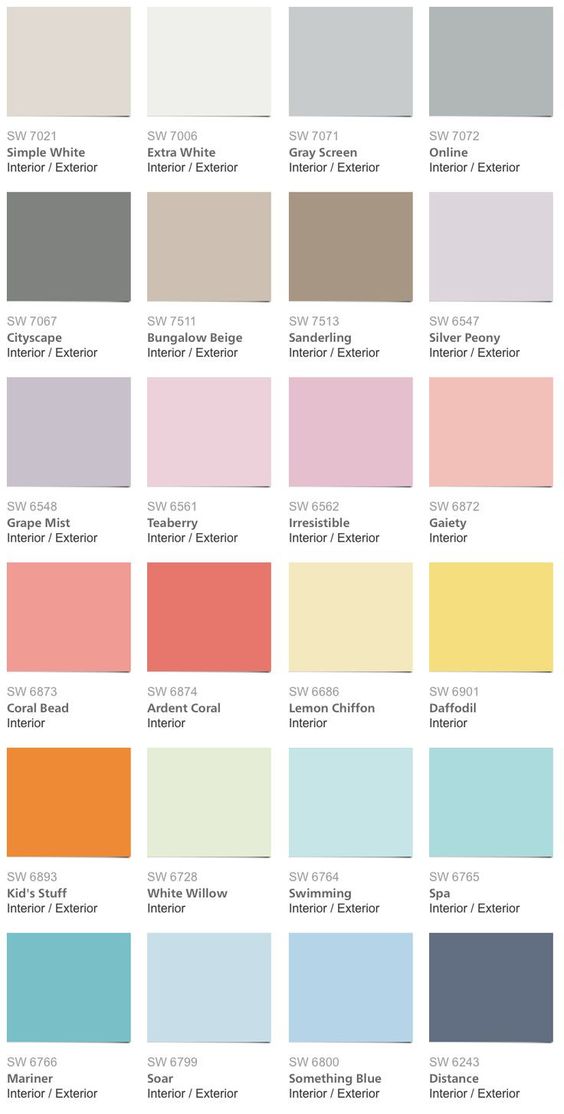 SW 7021
Simple White
Interior / Exterior
SW 7006
Extra White
Interior / Exterior
SW 7071
Gray Screen
Interior / Exterior
SW 7072
Online
Interior / Exterior
SW 7067
Cityscape
Interior / Exterior
SW 7511
Bungalow Beige
Interior / Exterior
SW 7513
Sanderling
Interior / Exterior
SW 6547
Silver Peony
Interior / Exterior
SW 6548
Grape Mist
Interior / Exterior
SW 6561
Teaberry
Interior / Exterior
SW 6562
Irresistible
Interior / Exterior
SW 6872
Gaiety
Interior
SW 6873
Coral Bead
Interior
SW 6874
Ardent Coral
Interior
SW 6686
Lemon Chiffon
Interior
SW 6901
Daffodil
Interior
SW 6893
Kid's Stuff
Interior / Exterior
SW 6728
White Willow
Interior
SW 6764
Swimming
Interior / Exterior
SW 6765
Spa
Interior / Exterior
SW 6766
Mariner
Interior / Exterior
SW 6799
Soar
Interior / Exterior
SW 6800
Something Blue
Interior / Exterior
SW 6243
Distance
Interior / Exterior